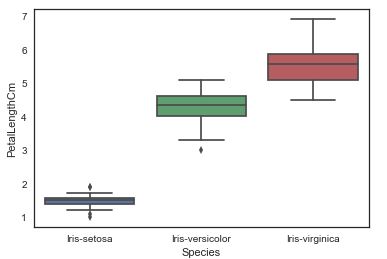 7
6
5
4
3
2
1
PetalLengthCm
Iris-setosa
Iris-versicolor
Iris-virginica
Species